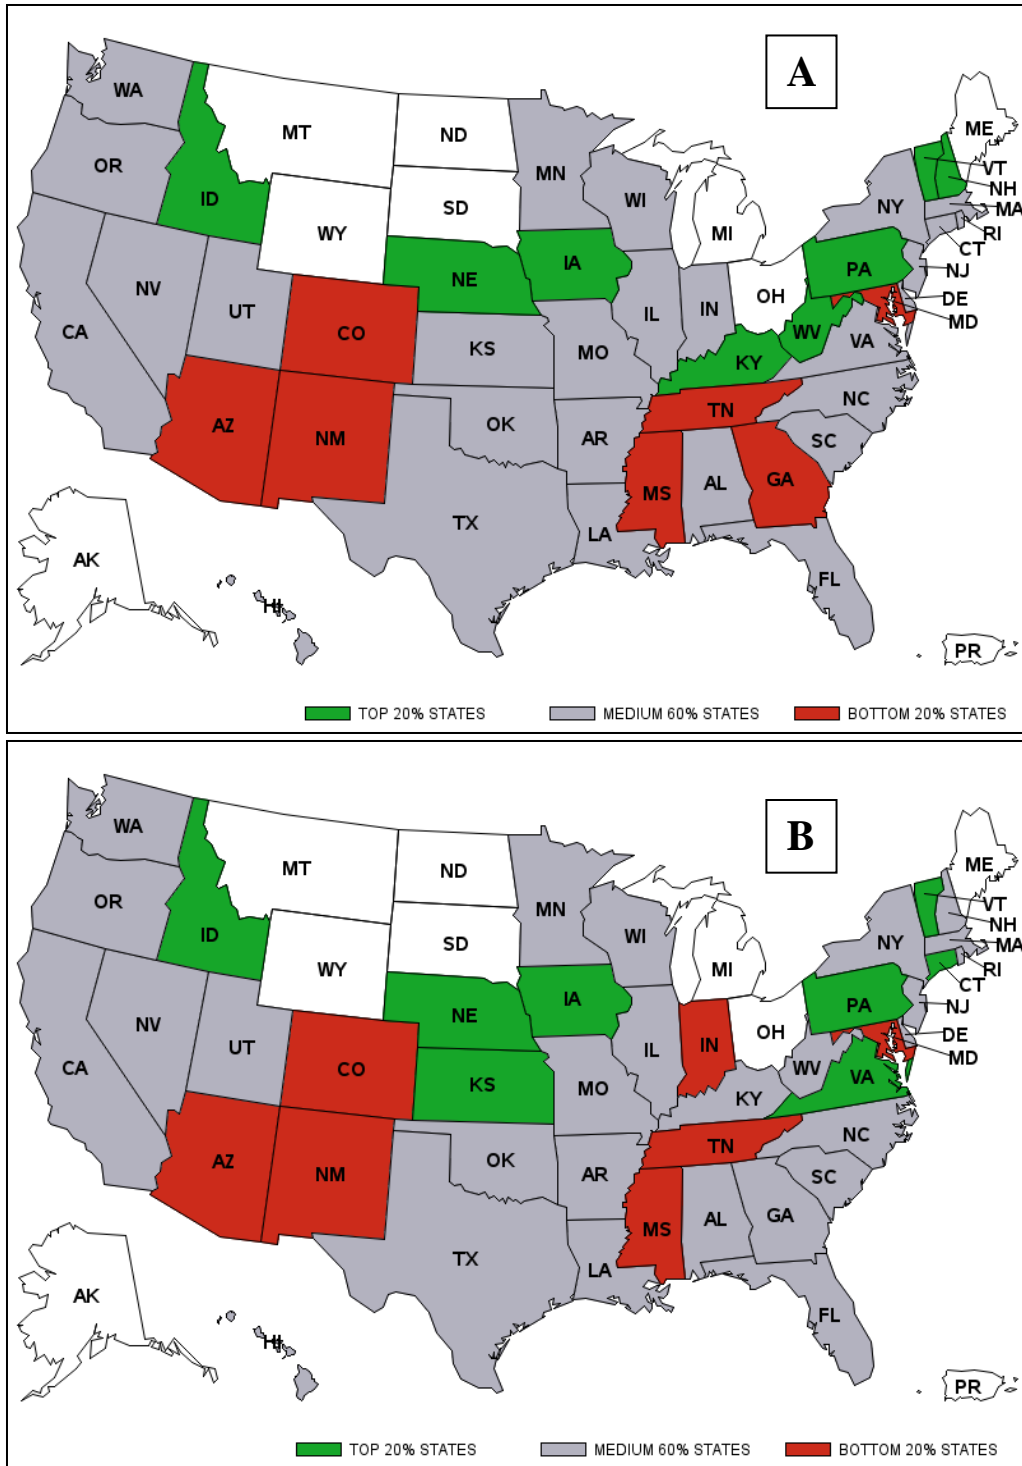 A
WA
MT
ND
ME
OR
MN
VT
ID
SD
WI
NH
NY
MA
WY
MI
RI
CT
IA
PA
NJ
NE
NV
OH
DE
UT
IL
IN
MD
CA
CO
WV
VA
KS
MO
KY
NC
TN
AZ
OK
NM
AR
SC
MS
AL
GA
TX
LA
AK
FL
HI
PR
TOP 20% STATES MEDIUM 60% STATES BOTTOM 20% STATES
B
WA
MT
ND
ME
OR
MN
VT
ID
SD
WI
NH
NY
MA
WY
MI
RI
CT
IA
PA
NJ
NE
NV
OH
DE
UT
IL
IN
MD
CA
CO
WV
VA
KS
MO
KY
NC
TN
AZ
OK
NM
AR
SC
MS
AL
GA
TX
LA
AK
FL
HI
PR
TOP 20% STATES MEDIUM 60% STATES BOTTOM 20% STATES